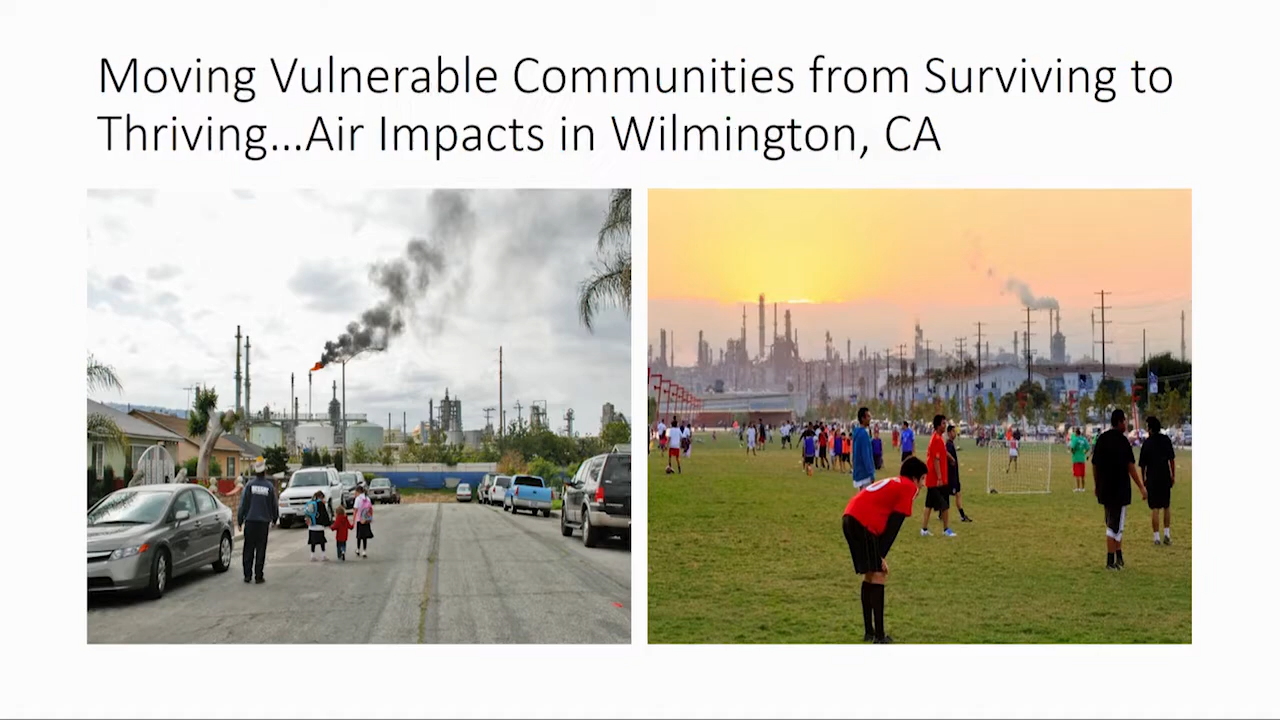 Moving Vulnerable Communities from Surviving to
Thriving...Air Impacts in Wilmington, CA